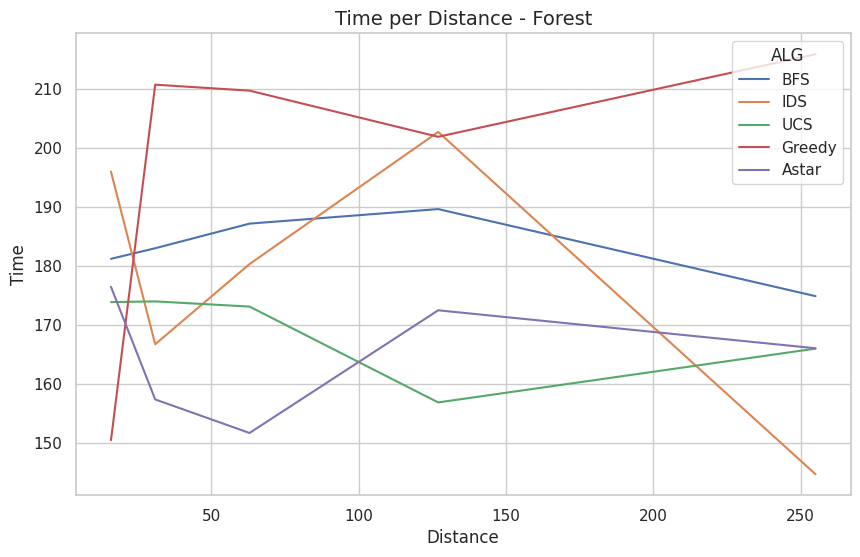 Time per Distance - Forest
ALG
BFS
IDS
UCS
Greedy
Astar
Time
210
200
190
180
170
160
150
50
100
150
200
250
Distance